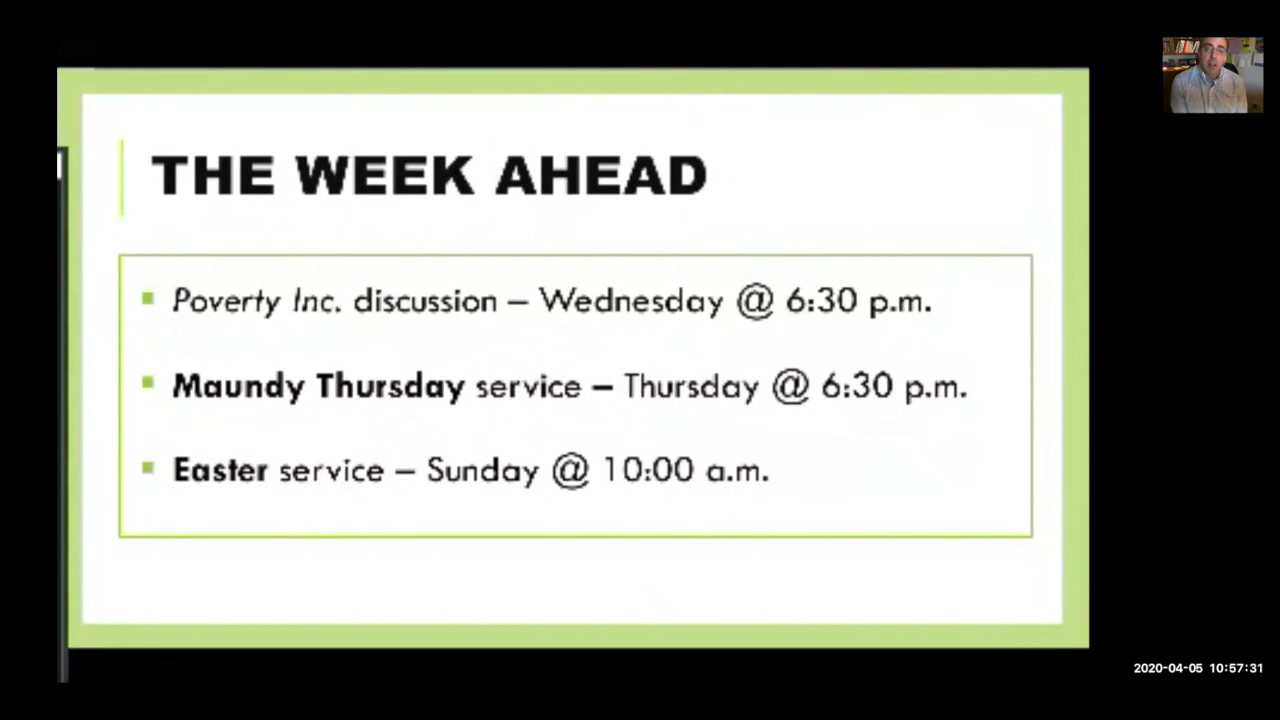 THE WEEK AHEAD
Poverty Inc. discussion – Wednesday @ 6:30 p.m.
Maundy Thursday service – Thursday @ 6:30 p.m.
Easter service – Sunday @ 10:00 a.m.
2020-04-05 10:57:31